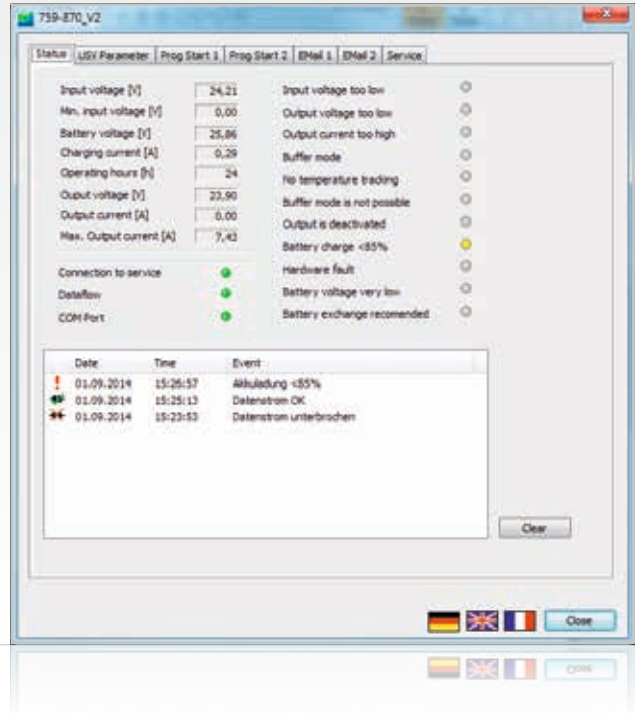 759-870_V2
Status USV Parameter Prog Start 1 Prog Start 2 EMail 1 EMail 2 Service
Input voltage [V] 24,21
Min. input voltage [V] 0,00
Battery voltage [V] 25,86
Charging current [A] 0,29
Operating hours [h] 24
Ouput voltage [V] 23,90
Output current [A] 0,00
Max. Output current [A] 7,43
Connection to service
Dataflow
COM Port
Input voltage too low
Output voltage too low
Output current too high
Buffer mode
No temperature tracking
Buffer mode is not possible
Output is deactivated
Battery charge <85%
Hardware fault
Battery voltage very low
Battery exchange recomended
Date Time Event
01.09.2014 15:26:57 Akkuladung <85%
01.09.2014 15:25:13 Datenstrom OK
01.09.2014 15:23:53 Datenstrom unterbrochen
Clear
Close